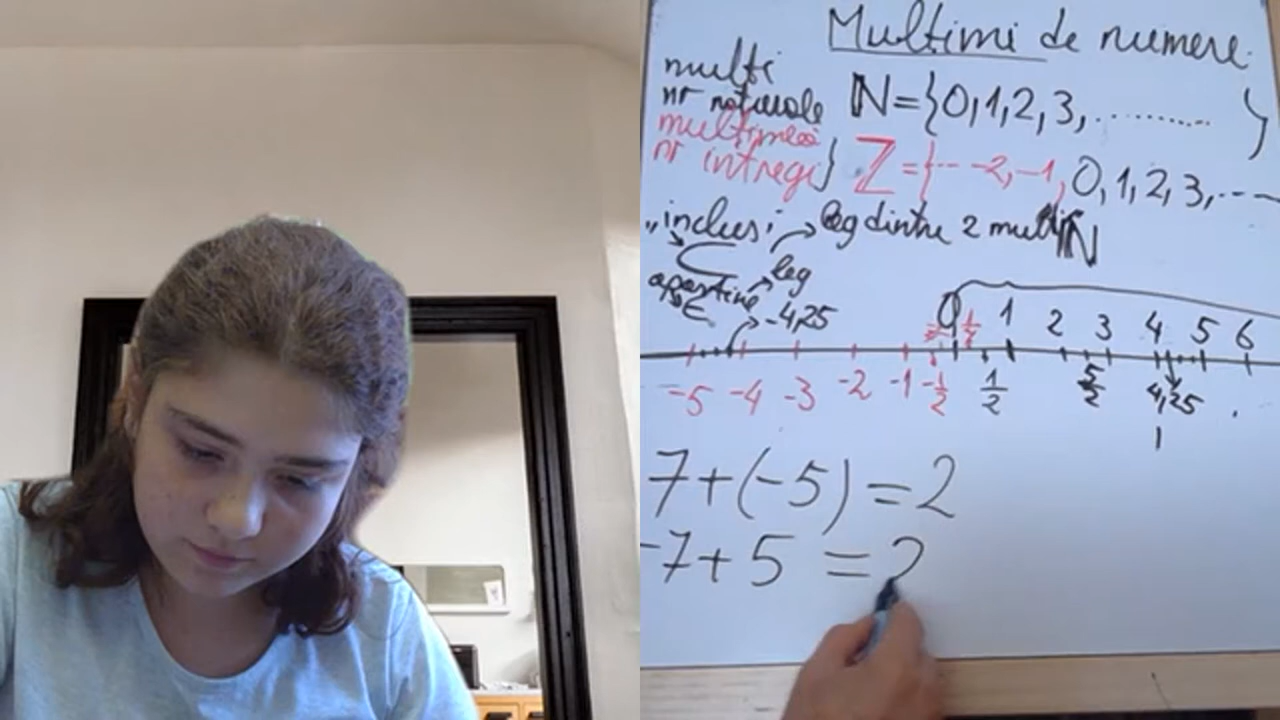 Multimi de numere
multi
nr naturale N={0,1,2,3,..........}
multimea
nr intregi} Z={--- -2,-1,0,1,2,3,.---
"inclus; leg dintre 2 multi N
⊂ leg
apartine
∈ -4,25
0 1/2 1 2 3 4 5 6
-5 -4 -3 -2 -1 -1/2 1/2 5/2 4,25
7+(-5)=2
-7+5 =2